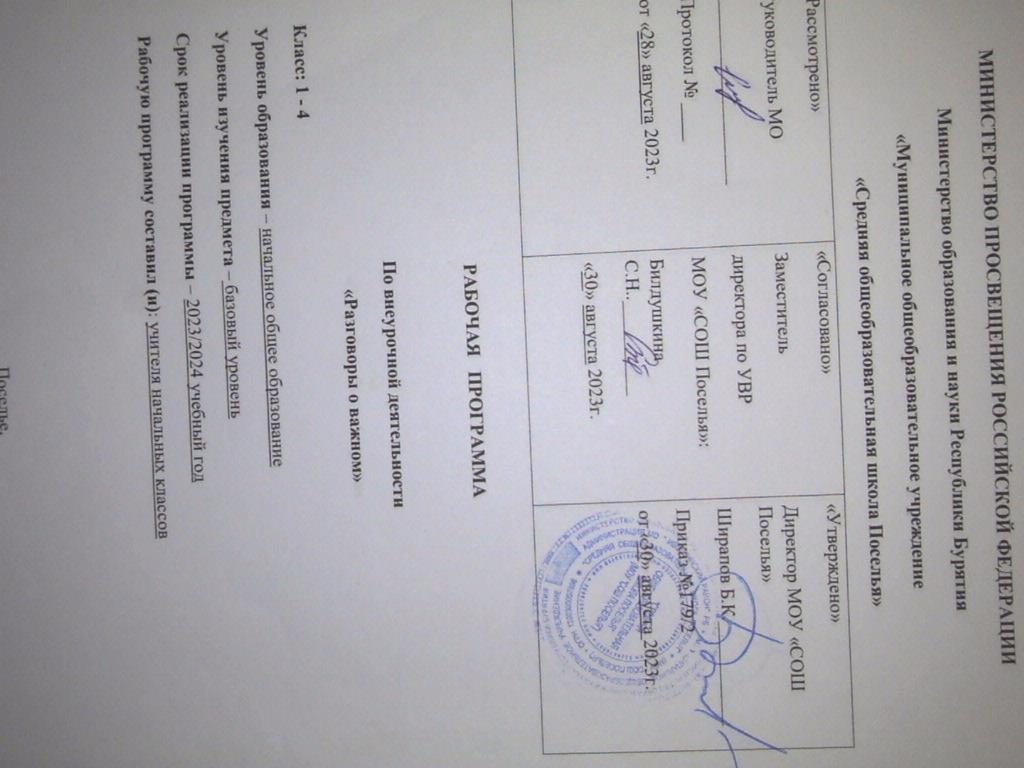 МИНИСТЕРСТВО ПРОСВЕЩЕНИЯ РОССИЙСКОЙ ФЕДЕРАЦИИ
Министерство образования и науки Республики Бурятия
«Муниципальное общеобразовательное учреждение
«Средняя общеобразовательная школа Поселья»
Рассмотрено»
уководитель МО
Протокол №
от «28» августа 2023г.
«Согласовано»
Заместитель
директора по УВР
МОУ «СОШ Поселья»:
Билдушкина
С.Н..
«30» августа 2023г.
«Утверждено»
Директор МОУ «СОШ
Поселья»
Ширапов Б.К.
Приказ №179/2
от «30» августа 2023г.
РАБОЧАЯ ПРОГРАММА
По внеурочной деятельности
«Разговоры о важном»
Класс: 1 - 4
Уровень образования – начальное общее образование
Уровень изучения предмета – базовый уровень
Срок реализации программы – 2023/2024 учебный год
Рабочую программу составил (и): учителя начальных классов
Поселье,